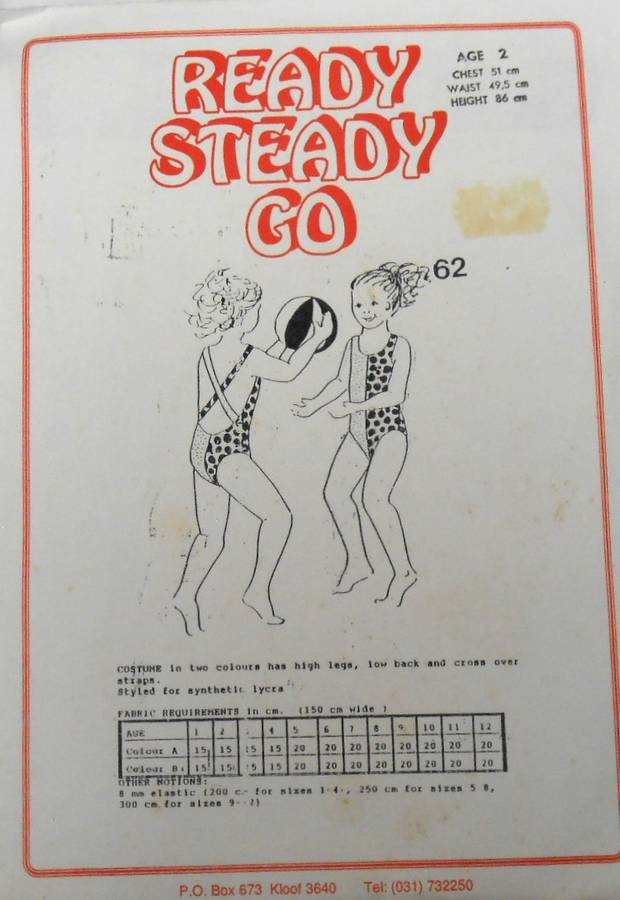 READY
STEADY
GO
AGE 2
CHEST 51 cm
WAIST 49,5 cm
HEIGHT 86 cm
62
COSTUME in two colours has high legs, low back and cross over
straps.
Styled for synthetic lycra
FABRIC REQUIREMENTS in cm. (150 cm wide )
AGE 1 2 4 5 6 7 8 9 10 11 12
Colour A 15 15 15 15 20 20 20 20 20 20 20 20
Colour B 15 15 15 15 20 20 20 20 20 20 20 20
OTHER NOTIONS:
8 mm elastic (200 for sizes 1-4, 250 cm for sizes 5 8,
300 cm for sizes 9-
P.O. Box 673 Kloof 3640 Tel: (031) 732250